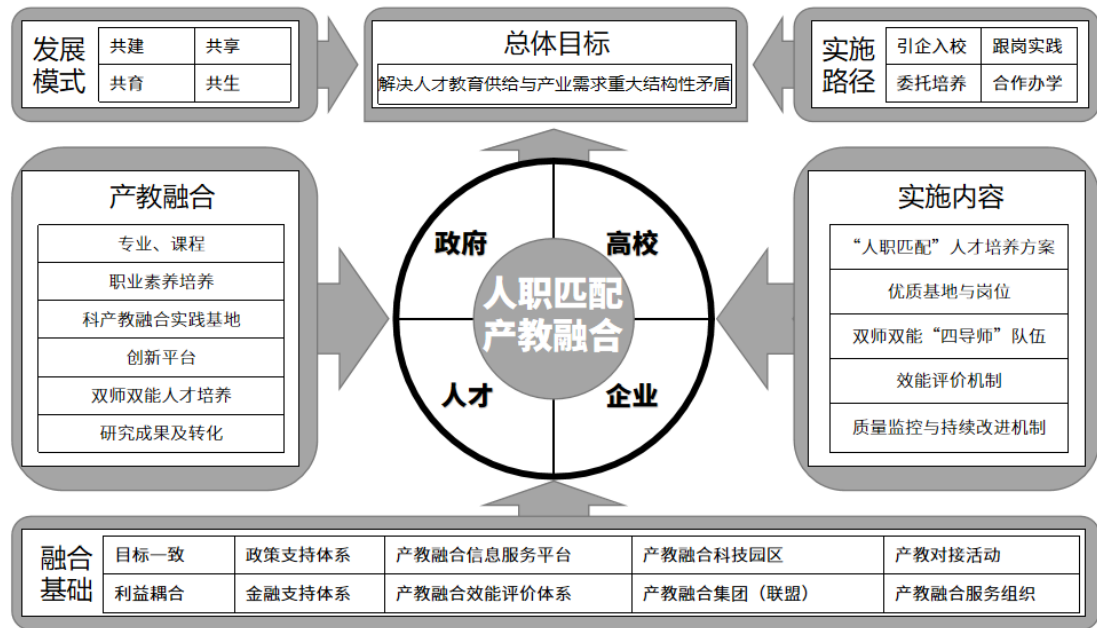 发展
模式
共建 共享
共育 共生
总体目标
解决人才教育供给与产业需求重大结构性矛盾
实施
路径
引企入校 跟岗实践
委托培养 合作办学
产教融合
专业、课程
职业素养培养
科产教融合实践基地
创新平台
双师双能人才培养
研究成果及转化
政府 高校
人职匹配
产教融合
人才 企业
实施内容
“人职匹配”人才培养方案
优质基地与岗位
双师双能“四导师”队伍
效能评价机制
质量监控与持续改进机制
融合
基础
目标一致 政策支持体系 产教融合信息服务平台 产教融合科技园区 产教对接活动
利益耦合 金融支持体系 产教融合效能评价体系 产教融合集团（联盟） 产教融合服务组织